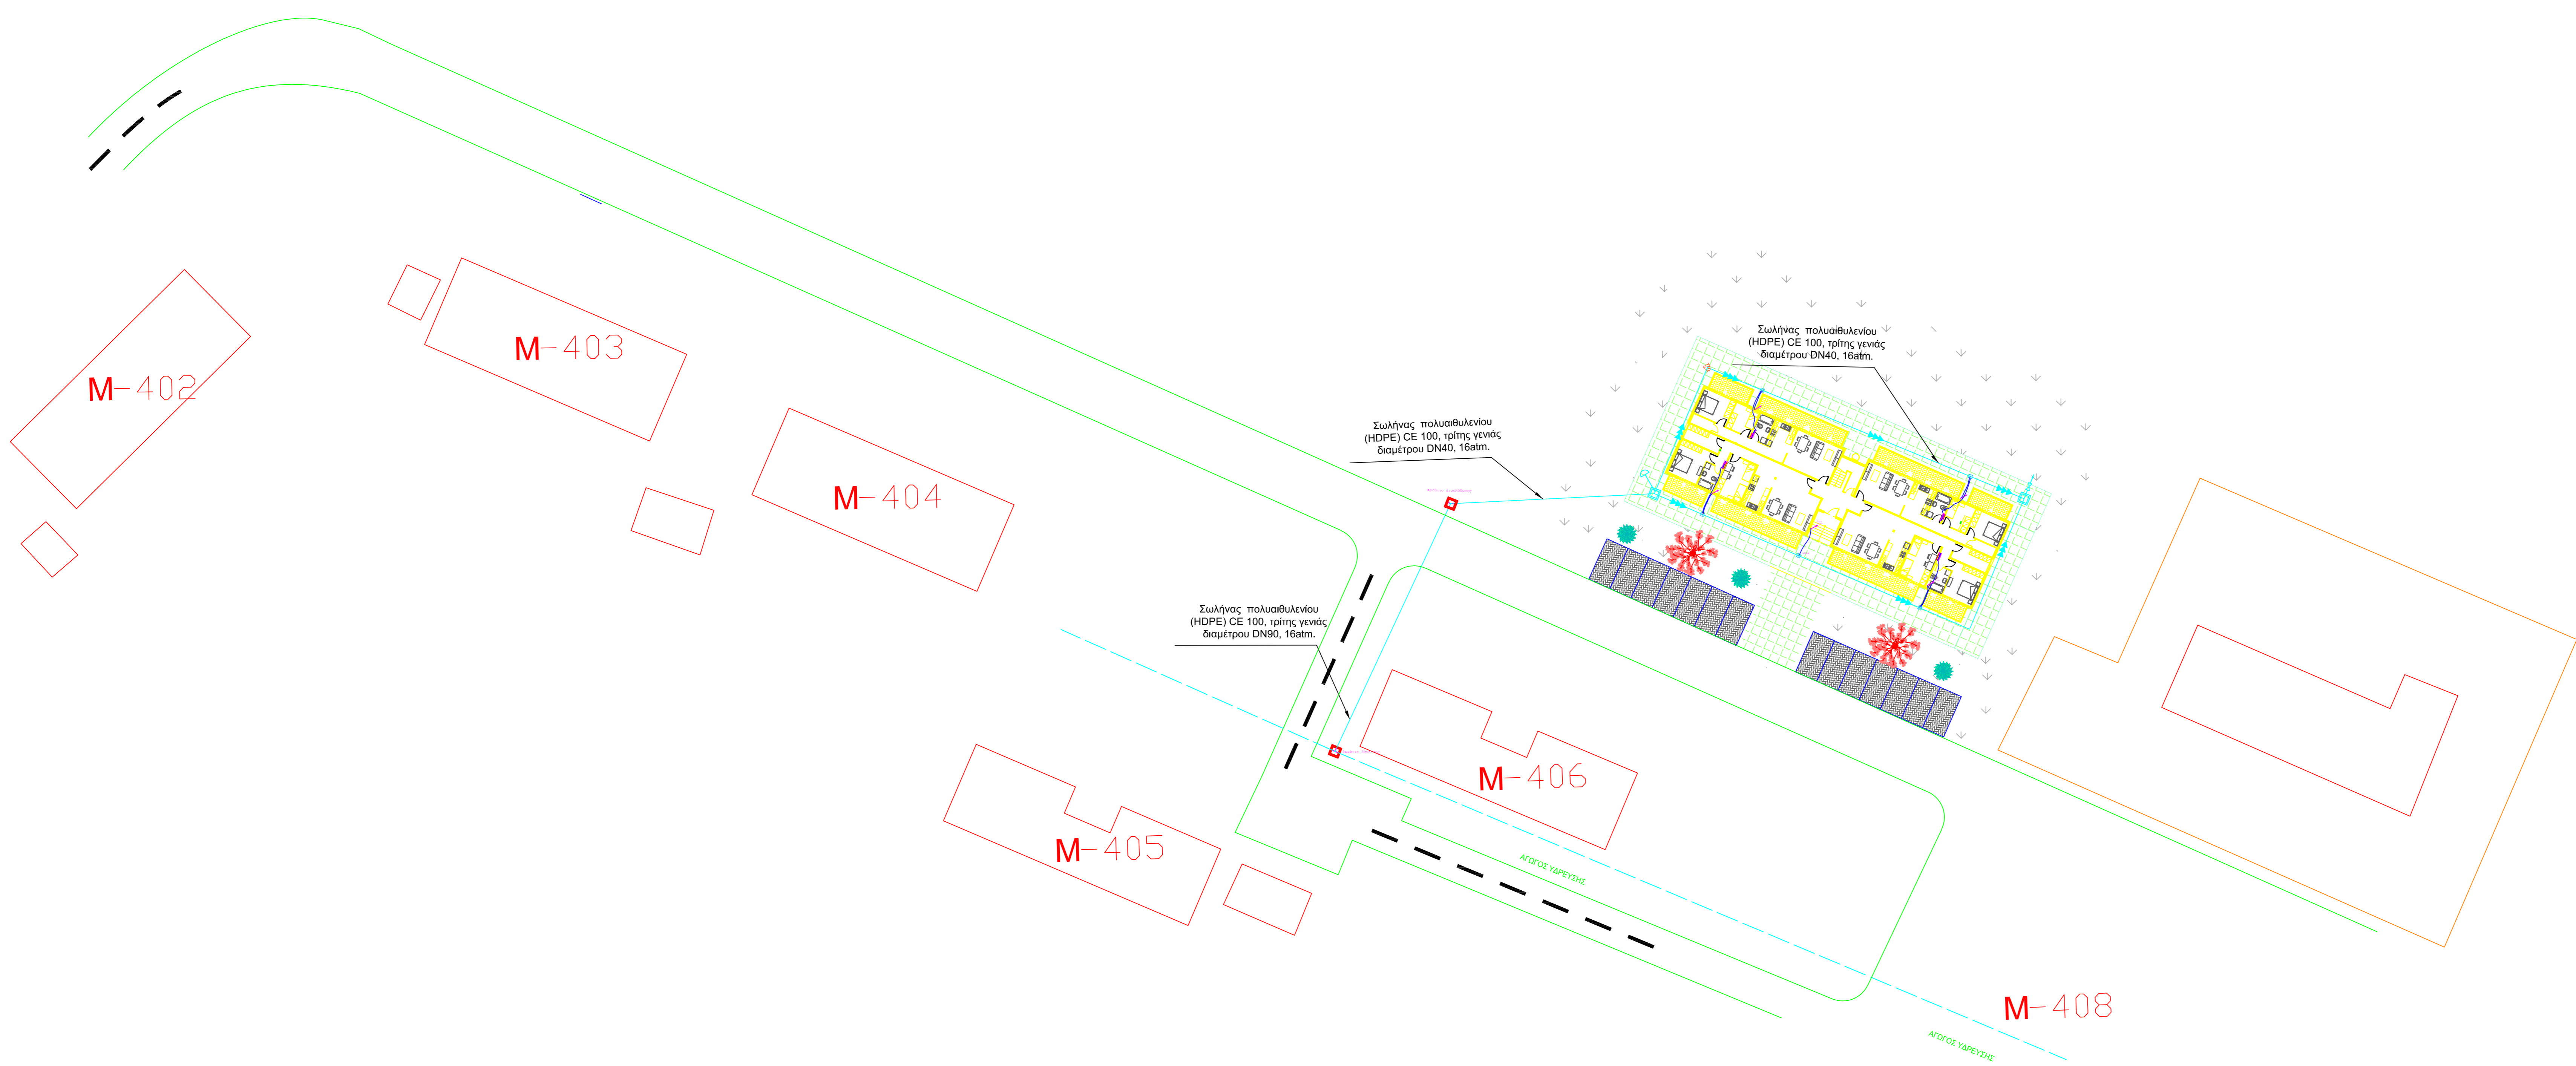 Σωλήνας πολυαιθυλενίου
(HDPE) CE 100, τρίτης γενιάς
διαμέτρου DN40, 16atm.
M-403
M-402
Σωλήνας πολυαιθυλενίου
(HDPE) CE 100, τρίτης γενιάς
διαμέτρου DN40, 16atm.
M-404
Σωλήνας πολυαιθυλενίου
(HDPE) CE 100, τρίτης γενιάς
διαμέτρου DN90, 16atm.
M-406
M-405
ΑΓΩΓΟΣ ΥΔΡΕΥΣΗΣ
M-408
ΑΓΩΓΟΣ ΥΔΡΕΥΣΗΣ